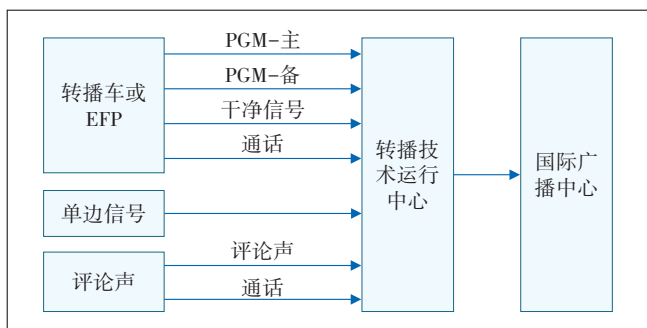 转播车或
EFP
PGM-主
PGM-备
干净信号
通话
单边信号
评论声
评论声
通话
转播技
术运行
中心
国际广
播中心